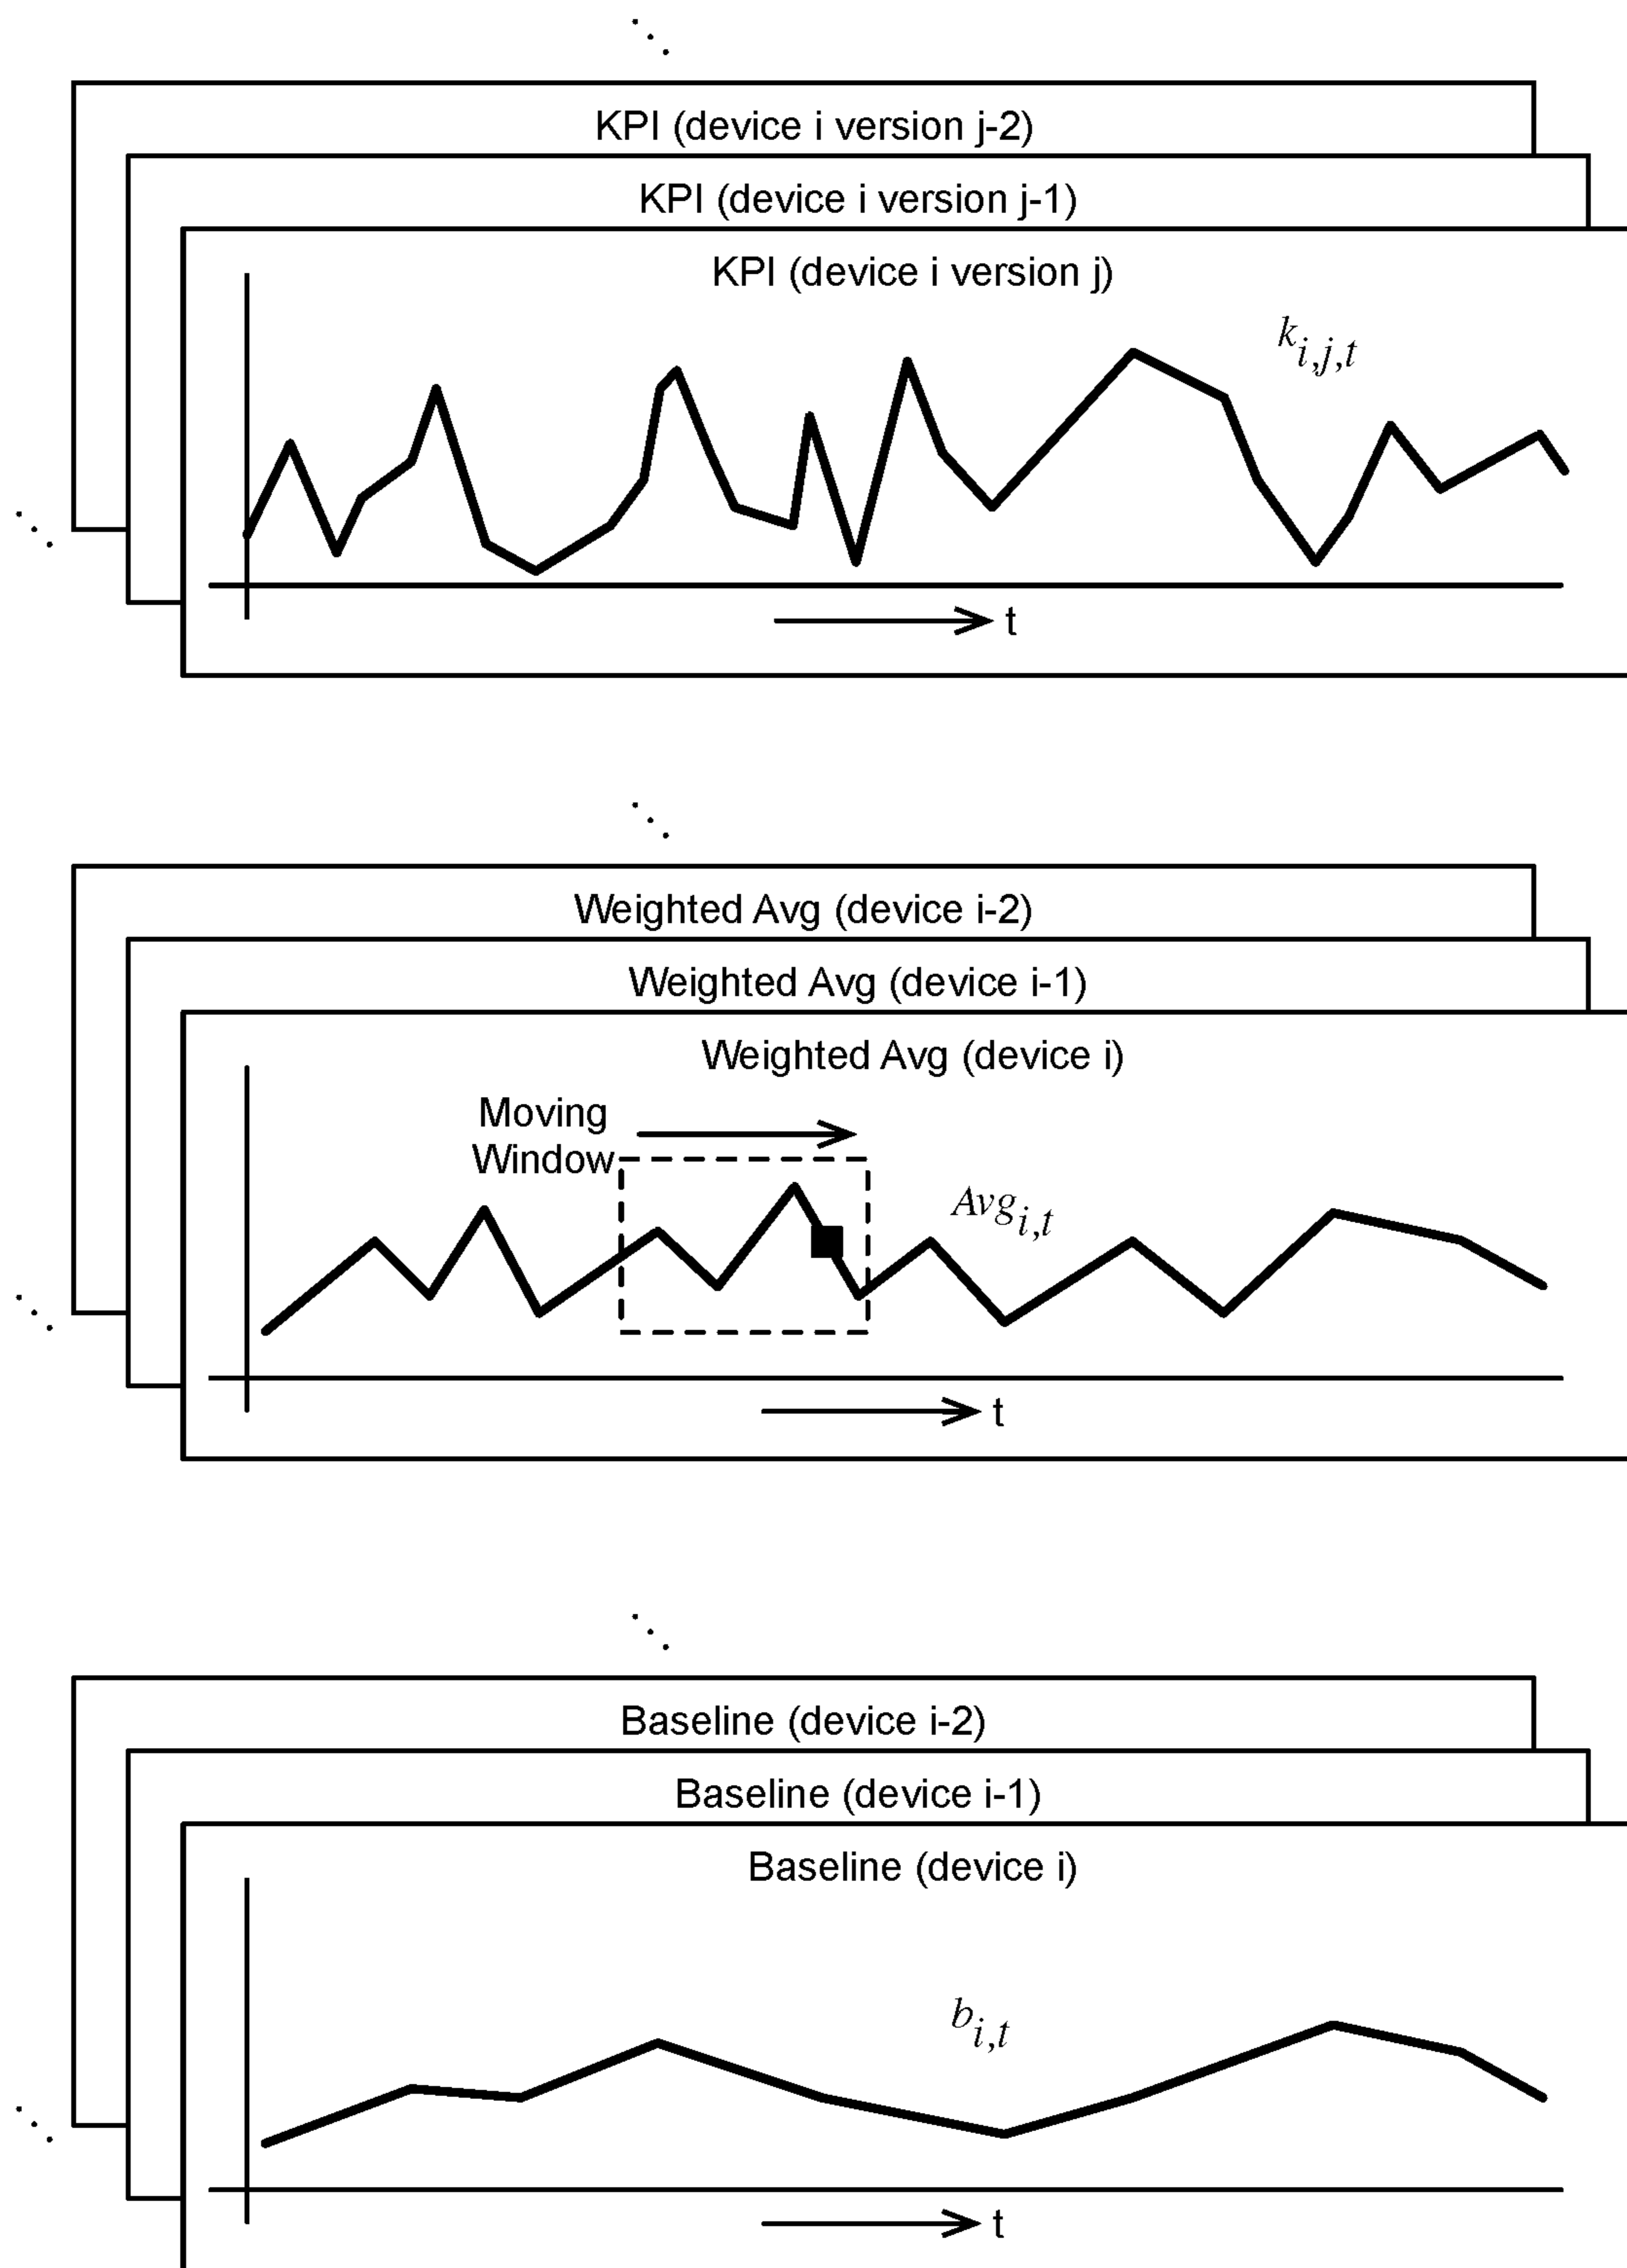 KPI (device i version j-2)
KPI (device i version j-1)
KPI (device i version j)
k i,j,t
t
Weighted Avg (device i-2)
Weighted Avg (device i-1)
Weighted Avg (device i)
Moving
Window
Avg i,t
t
Baseline (device i-2)
Baseline (device i-1)
Baseline (device i)
b i,t
t